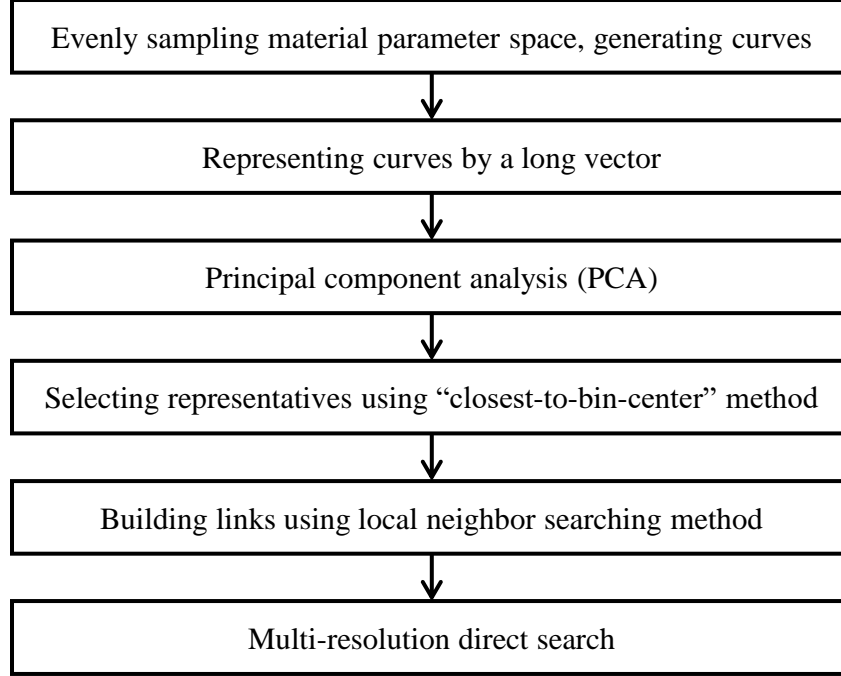 Evenly sampling material parameter space, generating curves
Representing curves by a long vector
Principal component analysis (PCA)
Selecting representatives using “closest-to-bin-center” method
Building links using local neighbor searching method
Multi-resolution direct search